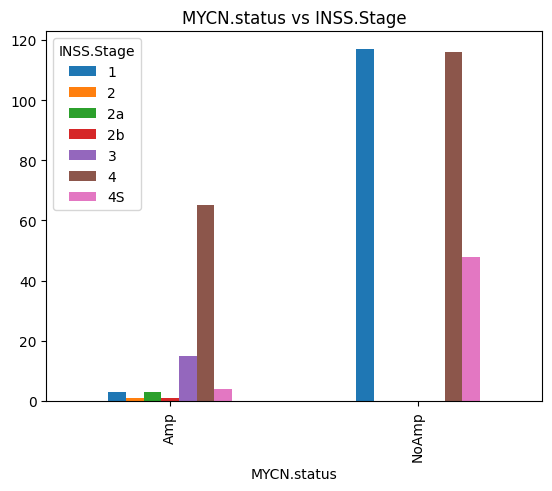 MYCN.status vs INSS.Stage
120
100
80
60
40
20
0
INSS.Stage
1
2
2a
2b
3
4
4S
Amp
NoAmp
MYCN.status